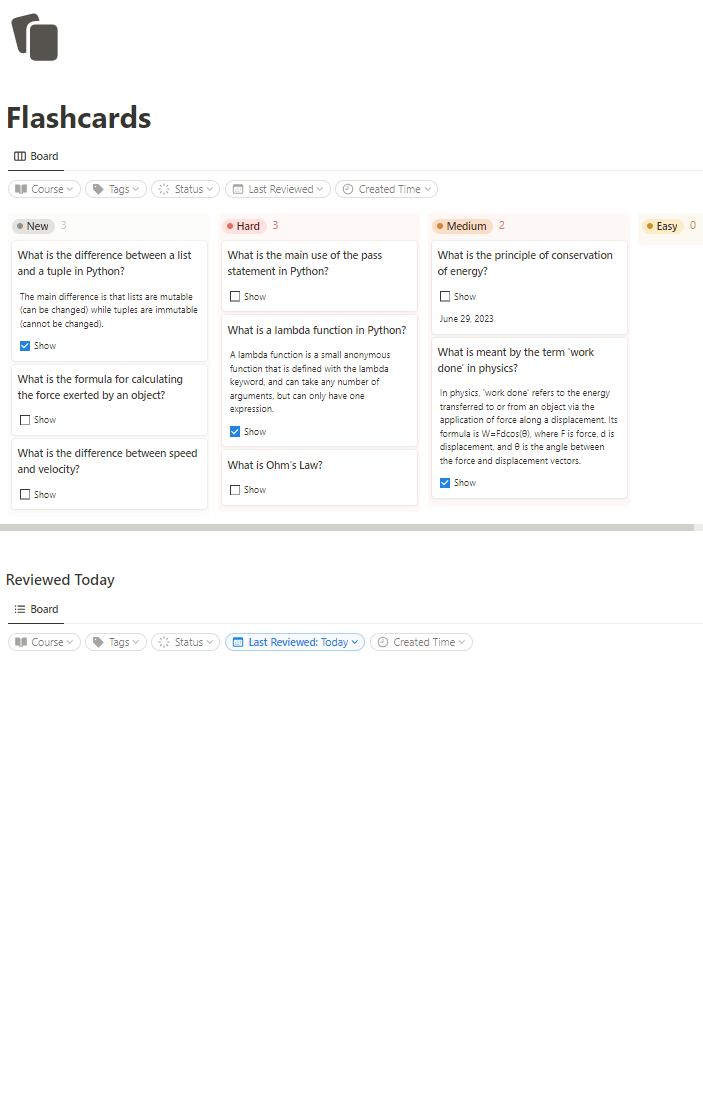 Flashcards
Board
Course
Tags
Status
Last Reviewed
Created Time
New 3
What is the difference between a list
and a tuple in Python?
The main difference is that lists are mutable
(can be changed) while tuples are immutable
(cannot be changed).
Show
What is the formula for calculating
the force exerted by an object?
Show
What is the difference between speed
and velocity?
Show
Hard 3
What is the main use of the pass
statement in Python?
Show
What is a lambda function in Python?
A lambda function is a small anonymous
function that is defined with the lambda
keyword, and can take any number of
arguments, but can only have one
expression.
Show
What is Ohm's Law?
Show
Medium 2
What is the principle of conservation
of energy?
Show
June 29, 2023
What is meant by the term 'work
done' in physics?
In physics, 'work done' refers to the energy
transferred to or from an object via the
application of force along a displacement. Its
formula is W=Fdcos(θ), where F is force, d is
displacement, and θ is the angle between
the force and displacement vectors.
Show
Easy 0
Reviewed Today
Board
Course
Tags
Status
Last Reviewed: Today
Created Time